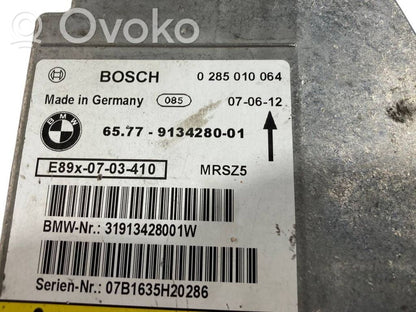 Ovoko
BOSCH 0 285 010 064
Made in Germany 085 07-06-12
BMW 65.77 - 9134280-01
E89x-07-03-410 MRSZ5
BMW-Nr.: 31913428001W
Serien-Nr.: 07B1635H20286